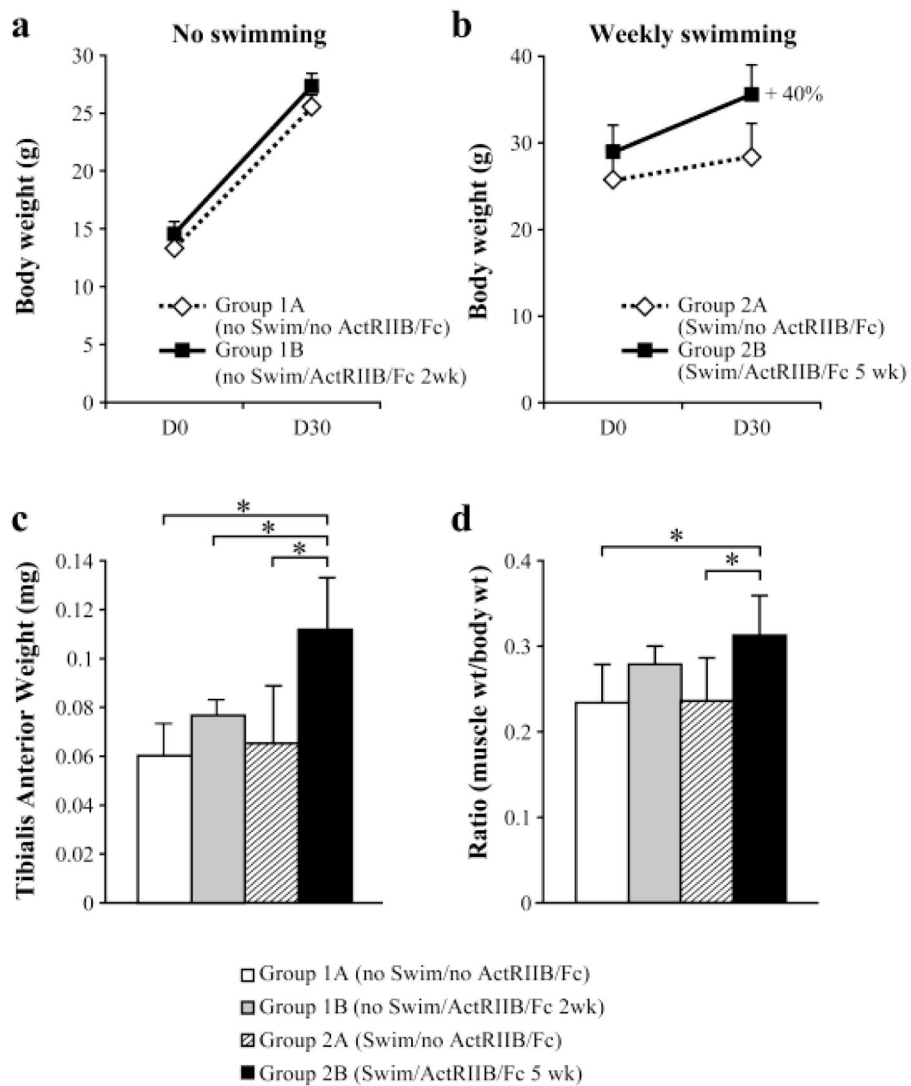 a
No swimming
Body weight (g)
30
25
20
15
10
5
0
Group 1A
(no Swim/no ActRIIB/Fc)
Group 1B
(no Swim/ActRIIB/Fc 2wk)
D0
D30
b
Weekly swimming
Body weight (g)
40
30
20
10
0
+ 40%
Group 2A
(Swim/no ActRIIB/Fc)
Group 2B
(Swim/ActRIIB/Fc 5 wk)
D0
D30
c
Tibialis Anterior Weight (mg)
0.14
0.12
0.1
0.08
0.06
0.04
0.02
0
*
*
*
d
Ratio (muscle wt/body wt)
0.4
0.3
0.2
0.1
0
*
*
Group 1A (no Swim/no ActRIIB/Fc)
Group 1B (no Swim/ActRIIB/Fc 2wk)
Group 2A (Swim/no ActRIIB/Fc)
Group 2B (Swim/ActRIIB/Fc 5 wk)